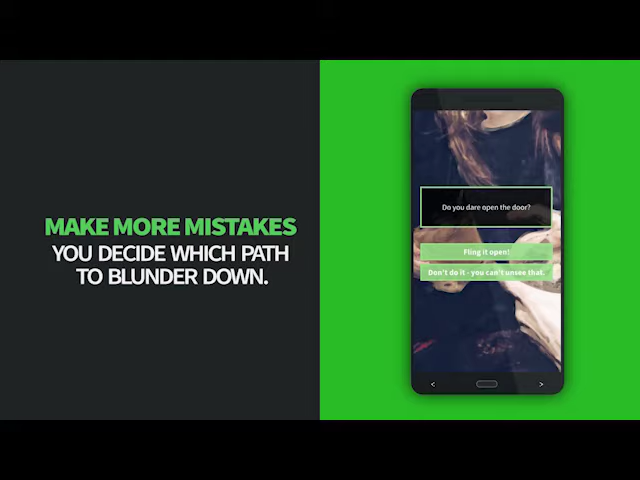 MAKE MORE MISTAKES
YOU DECIDE WHICH PATH
TO BLUNDER DOWN.
Do you dare open the door?
Fling it open!
Don't do it - you can't unsee that.